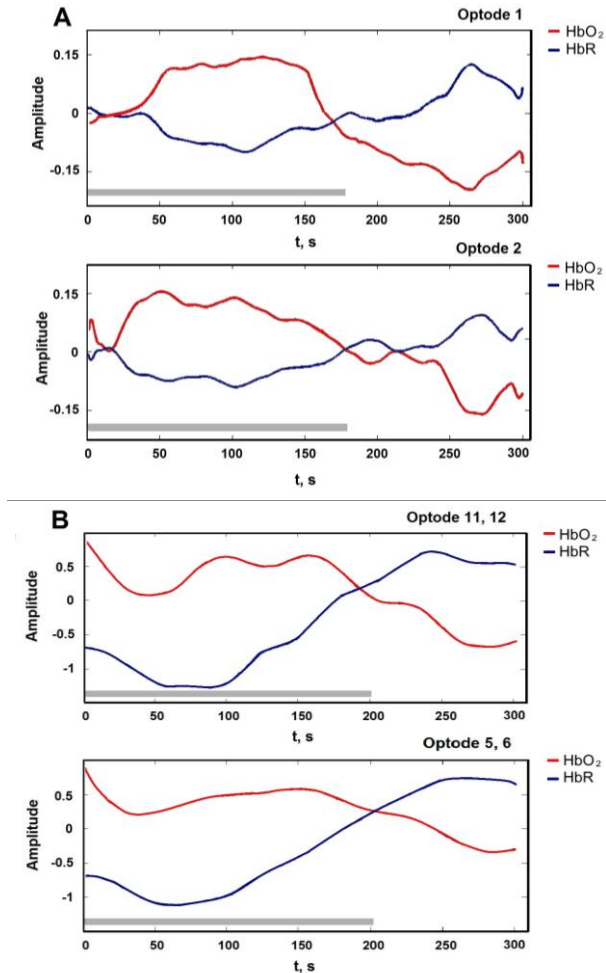 A
Optode 1
HbO₂
HbR
Amplitude
0.15
0
-0.15
0 50 100 150 200 250 300
t, s
Optode 2
HbO₂
HbR
Amplitude
0.15
0
-0.15
0 50 100 150 200 250 300
t, s
B
Optode 11, 12
HbO₂
HbR
Amplitude
0.5
0
-0.5
-1
0 50 100 150 200 250 300
t, s
Optode 5, 6
HbO₂
HbR
Amplitude
0.5
0
-0.5
-1
0 50 100 150 200 250 300
t, s